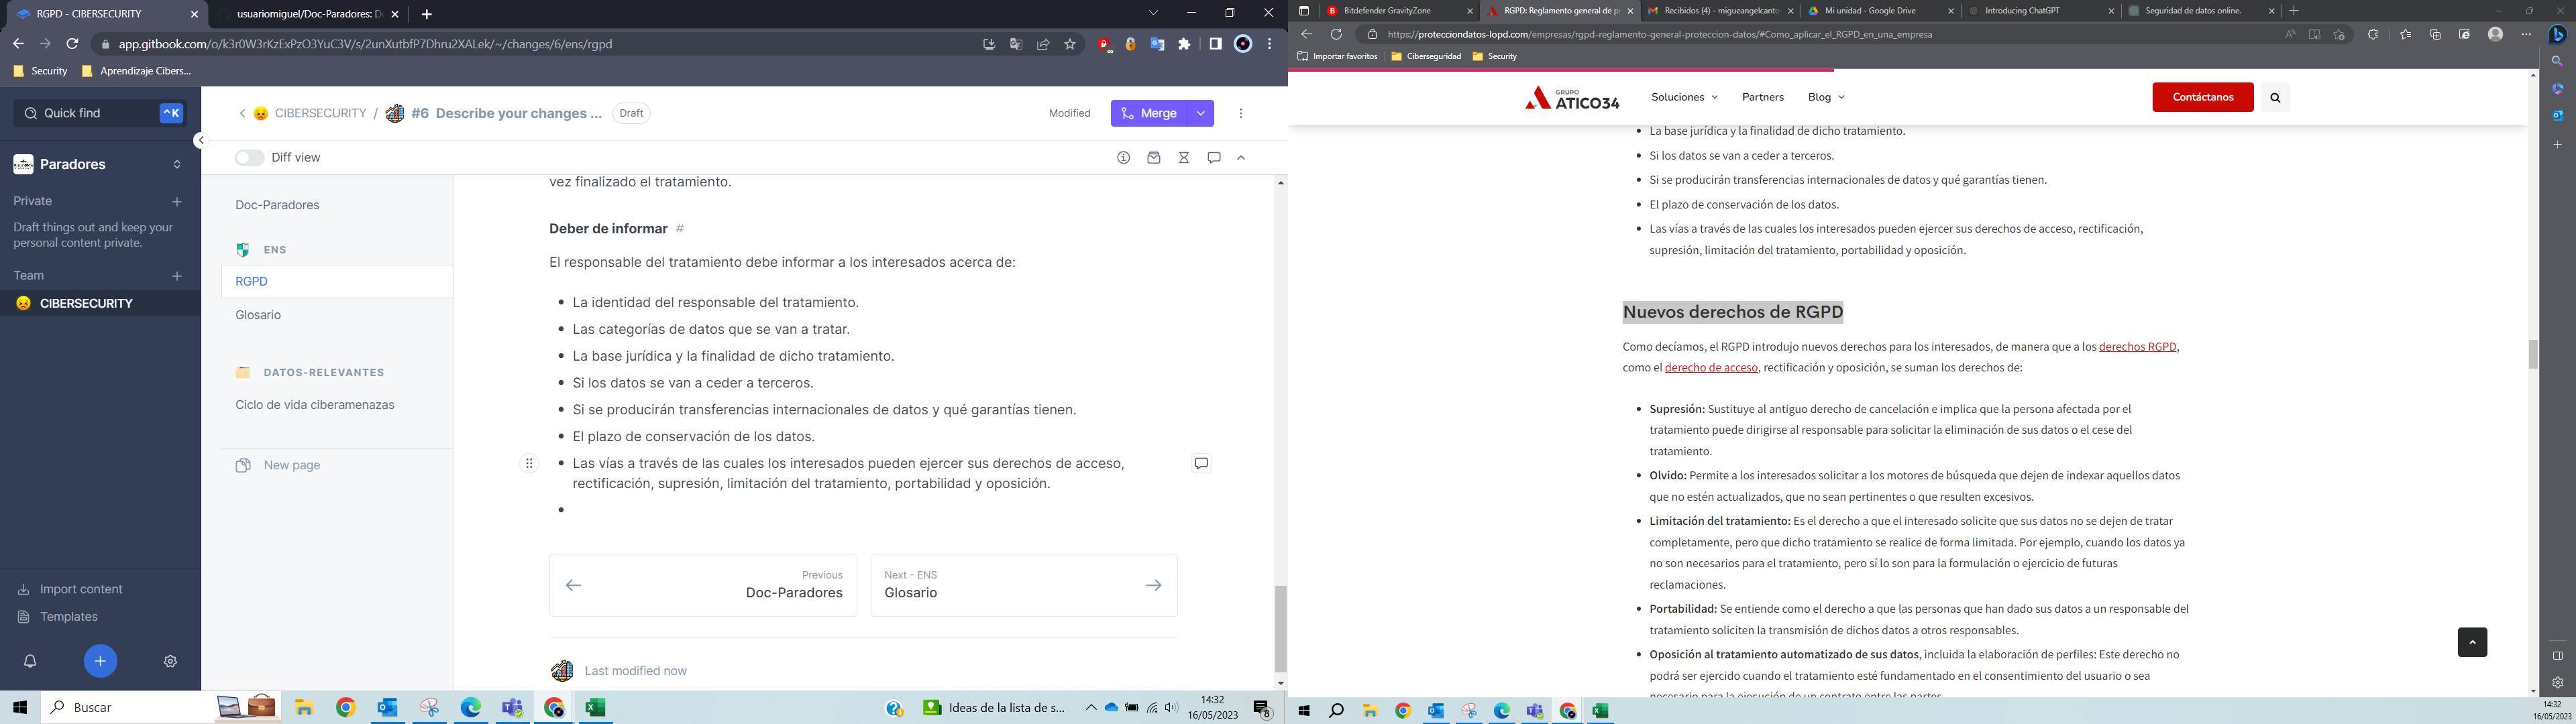 RGPD - CIBERSECURITY
usuariomiguel/Doc-Paradores: D
app.gitbook.com/o/k3r0W3rKzExPzO3YuC3V/s/2unXutbfP7Dhru2XALek/~/changes/6/ens/rgpd
Security
Aprendizaje Cibers...
Quick find
^K
Paradores
Private
Draft things out and keep your
personal content private.
Team
CIBERSECURITY
Import content
Templates
CIBERSECURITY / #6 Describe your changes ...
Draft
Modified
Merge
Diff view
Doc-Paradores
ENS
RGPD
Glosario
DATOS-RELEVANTES
Ciclo de vida ciberamenazas
New page
vez finalizado el tratamiento.
Deber de informar #
El responsable del tratamiento debe informar a los interesados acerca de:
• La identidad del responsable del tratamiento.
• Las categorías de datos que se van a tratar.
• La base jurídica y la finalidad de dicho tratamiento.
• Si los datos se van a ceder a terceros.
• Si se producirán transferencias internacionales de datos y qué garantías tienen.
• El plazo de conservación de los datos.
• Las vías a través de las cuales los interesados pueden ejercer sus derechos de acceso,
rectificación, supresión, limitación del tratamiento, portabilidad y oposición.
•
Previous
Doc-Paradores
Next - ENS
Glosario
Last modified now
Buscar
Ideas de la lista de s...
14:32
16/05/2023
8
Bitdefender GravityZone
RGPD: Reglamento general de p
Recibidos (4) - migueangelcanto
Mi unidad - Google Drive
Introducing ChatGPT
Seguridad de datos online.
https://protecciondatos-lopd.com/empresas/rgpd-reglamento-general-proteccion-datos/#Como_aplicar_el_RGPD_en_una_empresa
Importar favoritos
Ciberseguridad
Security
GRUPO
ATICO34
Soluciones
Partners
Blog
Contáctanos
• La base jurídica y la finalidad de dicho tratamiento.
• Si los datos se van a ceder a terceros.
• Si se producirán transferencias internacionales de datos y qué garantías tienen.
• El plazo de conservación de los datos.
• Las vías a través de las cuales los interesados pueden ejercer sus derechos de acceso, rectificación,
supresión, limitación del tratamiento, portabilidad y oposición.
Nuevos derechos de RGPD
Como decíamos, el RGPD introdujo nuevos derechos para los interesados, de manera que a los derechos RGPD,
como el derecho de acceso, rectificación y oposición, se suman los derechos de:
• Supresión: Sustituye al antiguo derecho de cancelación e implica que la persona afectada por el
tratamiento puede dirigirse al responsable para solicitar la eliminación de sus datos o el cese del
tratamiento.
• Olvido: Permite a los interesados solicitar a los motores de búsqueda que dejen de indexar aquellos datos
que no estén actualizados, que no sean pertinentes o que resulten excesivos.
• Limitación del tratamiento: Es el derecho a que el interesado solicite que sus datos no se dejen de tratar
completamente, pero que dicho tratamiento se realice de forma limitada. Por ejemplo, cuando los datos ya
no son necesarios para el tratamiento, pero sí lo son para la formulación o ejercicio de futuras
reclamaciones.
• Portabilidad: Se entiende como el derecho a que las personas que han dado sus datos a un responsable del
tratamiento soliciten la transmisión de dichos datos a otros responsables.
• Oposición al tratamiento automatizado de sus datos, incluida la elaboración de perfiles: Este derecho no
podrá ser ejercido cuando el tratamiento esté fundamentado en el consentimiento del usuario o sea
necesario para la ejecución de un contrato entre las partes.
14:32
16/05/2023